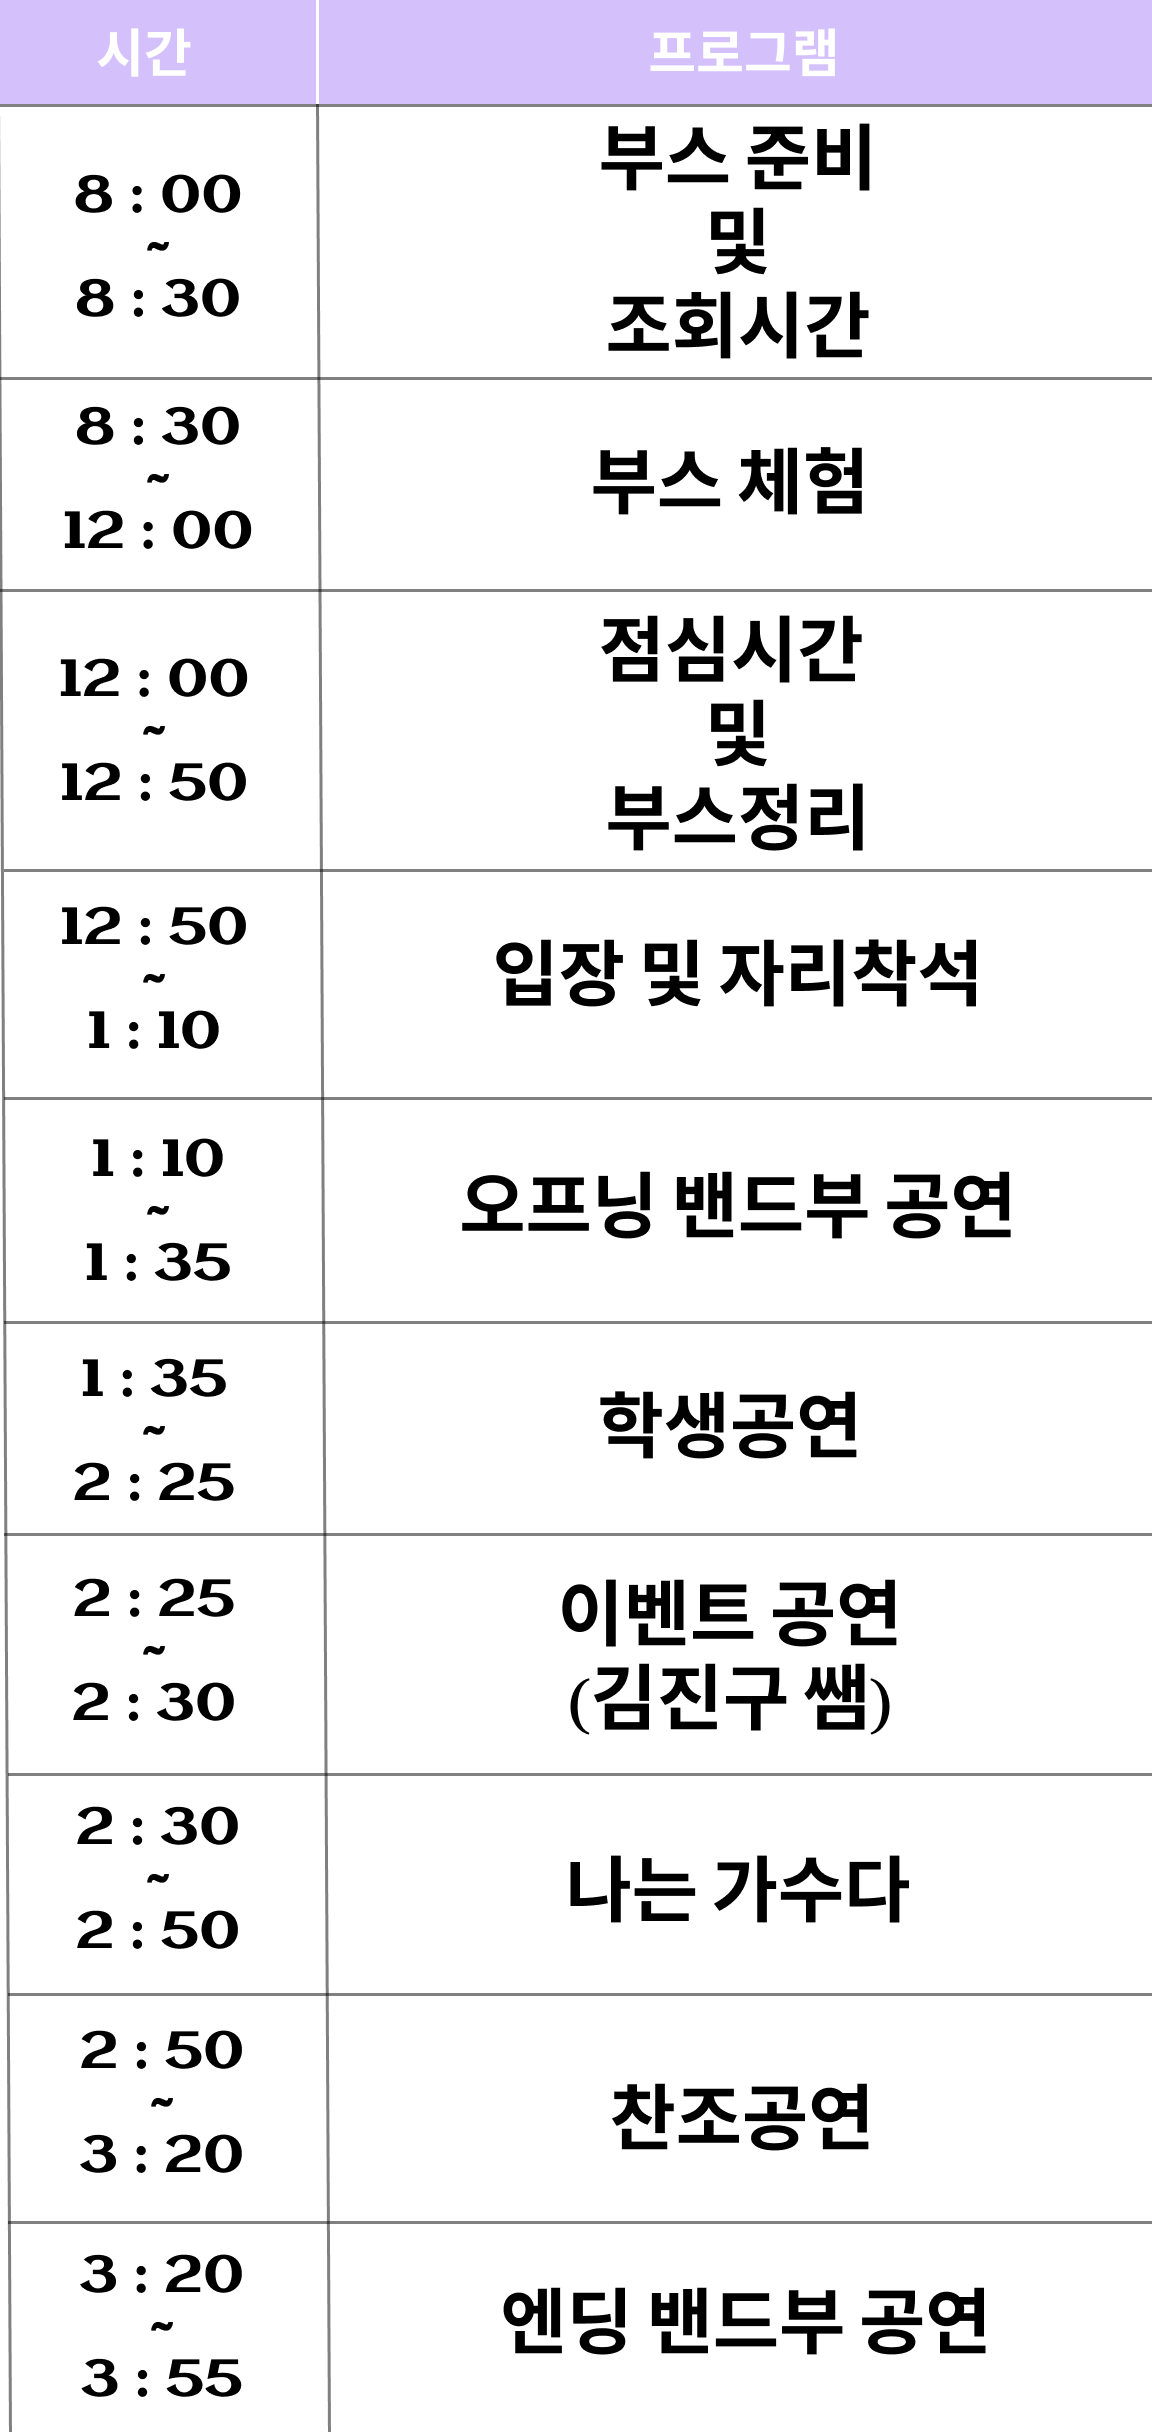 시간 프로그램
8 : 00
~
8 : 30
부스 준비
및
조회시간
8 : 30
~
12 : 00
부스 체험
12 : 00
~
12 : 50
점심시간
및
부스정리
12 : 50
~
1 : 10
입장 및 자리착석
1 : 10
~
1 : 35
오프닝 밴드부 공연
1 : 35
~
2 : 25
학생공연
2 : 25
~
2 : 30
이벤트 공연
(김진구 쌤)
2 : 30
~
2 : 50
나는 가수다
2 : 50
~
3 : 20
찬조공연
3 : 20
~
3 : 55
엔딩 밴드부 공연